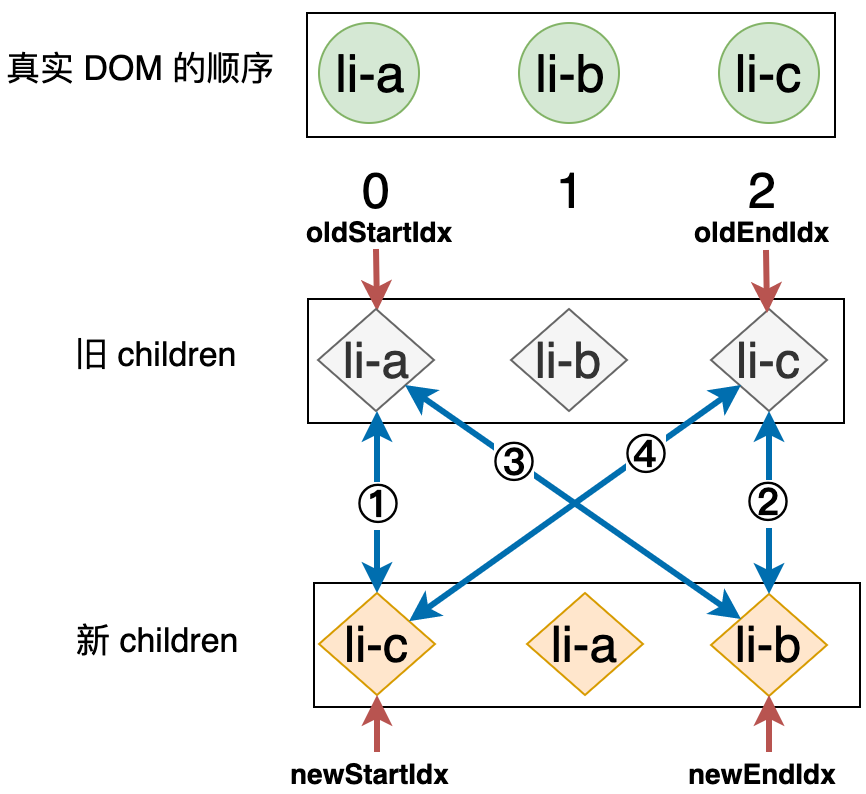 真实 DOM 的顺序
li-a li-b li-c
0 1 2
oldStartIdx oldEndIdx
旧 children
li-a li-b li-c
③ ④
① ②
新 children
li-c li-a li-b
newStartIdx newEndIdx